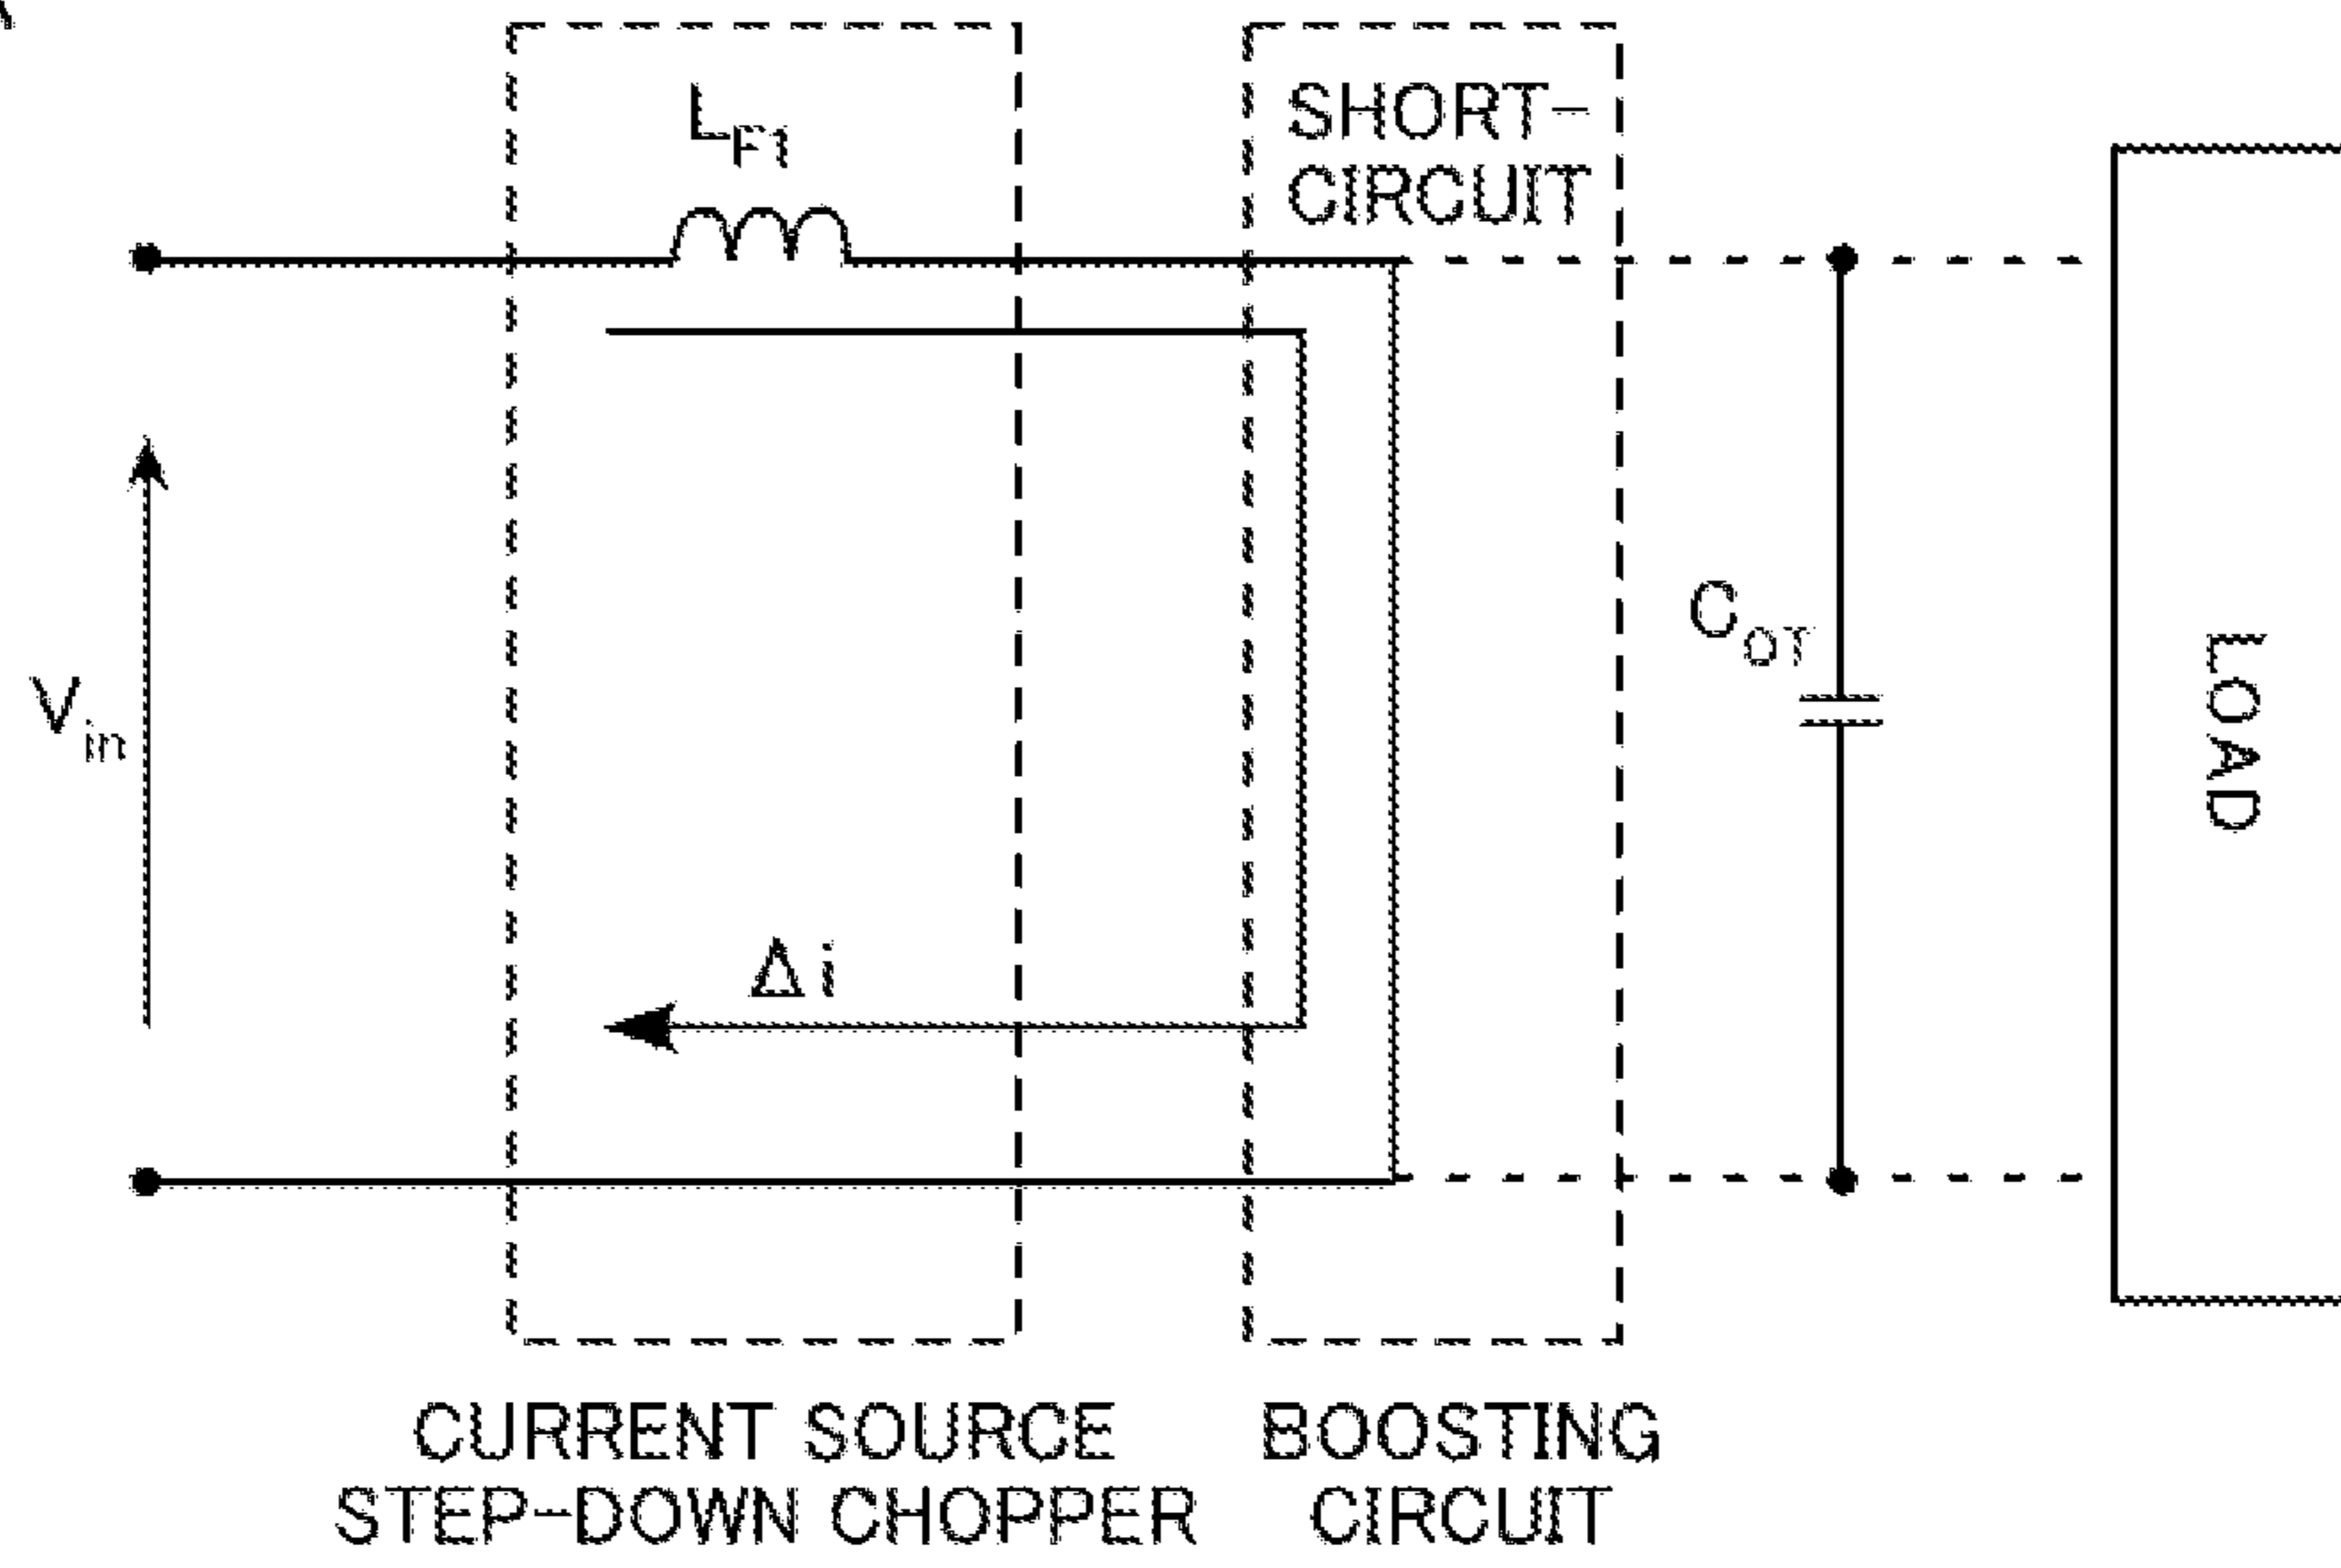 L_F1
SHORT-
CIRCUIT
C_OT
V_in
LOAD
Δi
CURRENT SOURCE
STEP-DOWN CHOPPER
BOOSTING
CIRCUIT